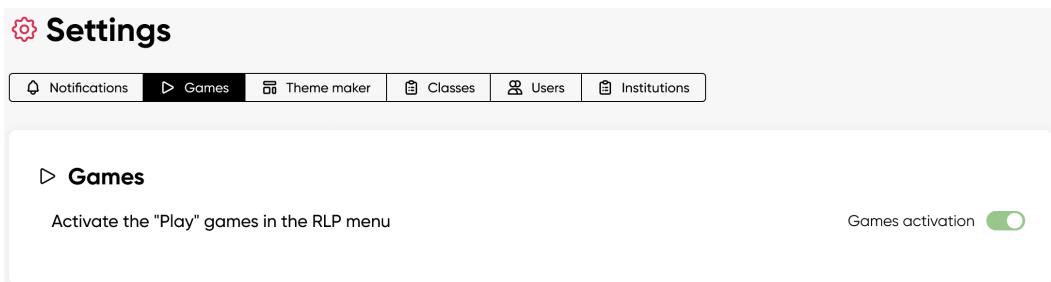 Settings
Notifications Games Theme maker Classes Users Institutions
Games
Activate the "Play" games in the RLP menu Games activation